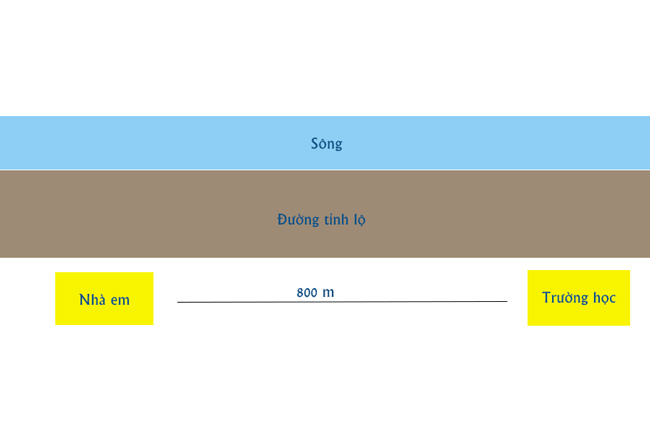 Sông
Đường tỉnh lộ
800 m
Nhà em
Trường học